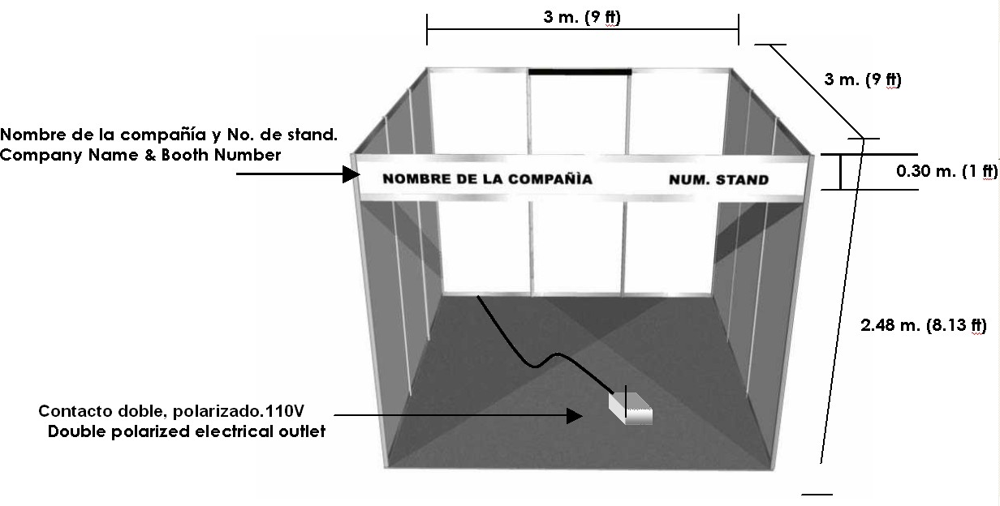 3 m. (9 ft)
3 m. (9 ft)
Nombre de la compañía y No. de stand.
Company Name & Booth Number
0.30 m. (1 ft)
NOMBRE DE LA COMPAÑÌA NUM. STAND
2.48 m. (8.13 ft)
Contacto doble, polarizado.110V
Double polarized electrical outlet